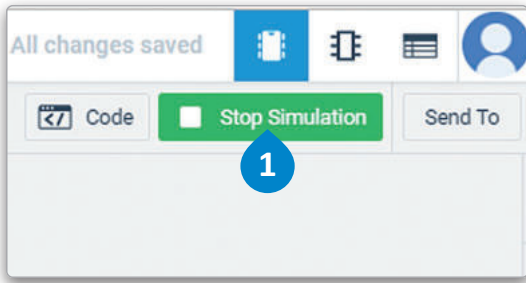 All changes saved
Code
Stop Simulation
Send To
1